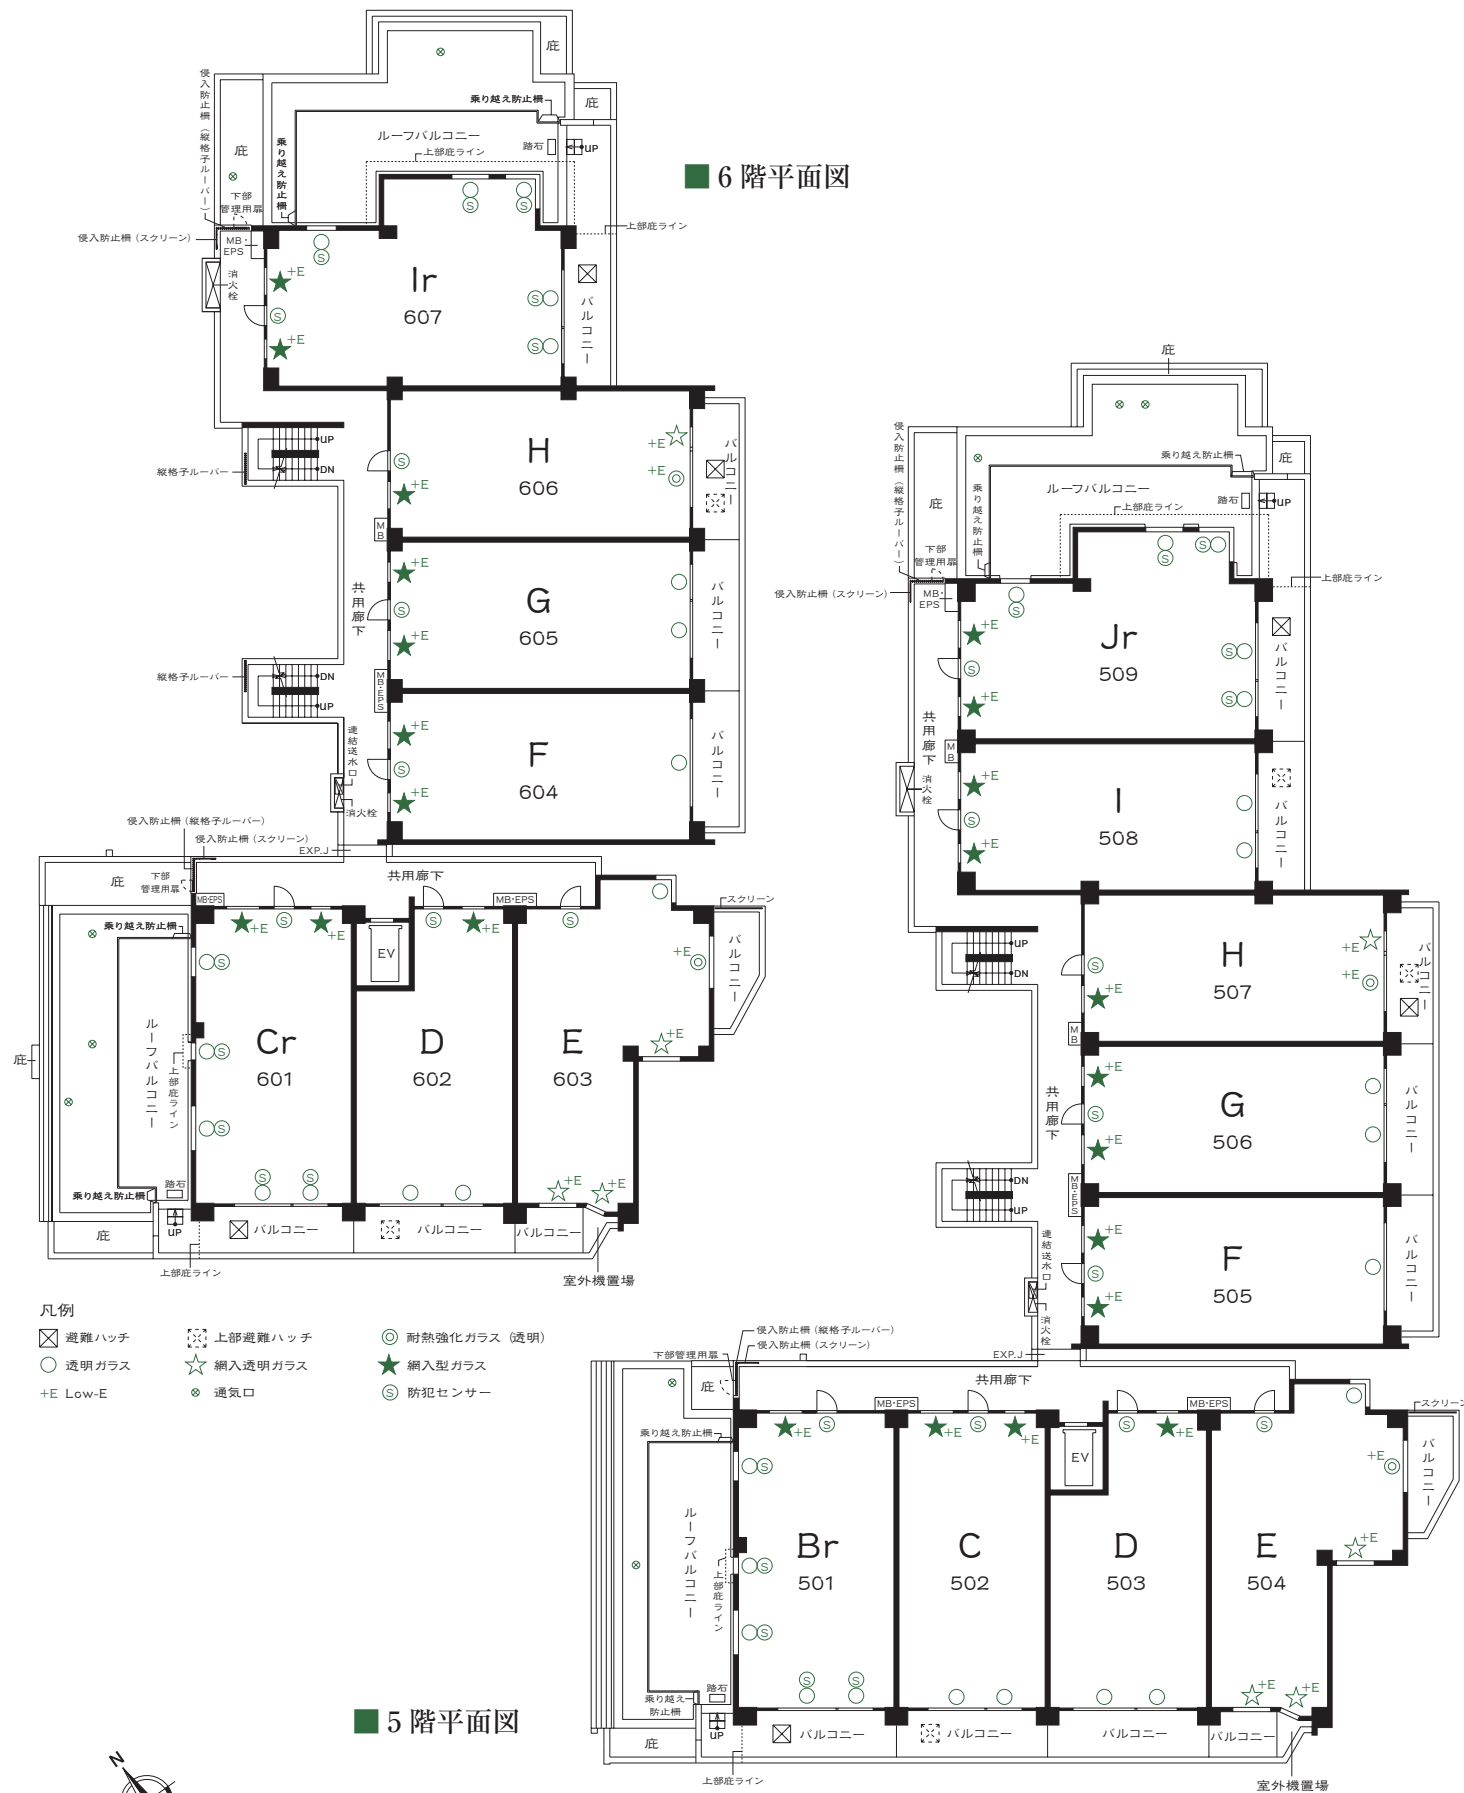 ■6階平面図
庇
庇
侵入防止柵（縦格子ルーバー）
庇
乗り越え防止柵
乗り越え防止柵
ルーフバルコニー
上部庇ライン
踏石
UP
下部
管理用扉
侵入防止柵（スクリーン）
MB・
EPS
消火栓
上部庇ライン
+E
S
S
S
S
S
S
+E
Ir
607
バルコニー
H
606
+E
+E
S
+E
バルコニー
UP
DN
縦格子ルーバー
MB
共用廊下
+E
S
+E
G
605
バルコニー
縦格子ルーバー
DN
UP
MB・EPS
連結送水口
消火栓
+E
S
+E
F
604
バルコニー
侵入防止柵（縦格子ルーバー）
侵入防止柵（スクリーン）
EXP.J
共用廊下
庇
下部
管理用扉
MB・EPS
MB・EPS
スクリーン
乗り越え防止柵
+E
S
+E
S
+E
S
EV
+E
バルコニー
S
S
S
S
S
庇
ルーフバルコニー
上部庇ライン
Cr
601
D
602
E
603
+E
+E
+E
踏石
乗り越え防止柵
UP
庇
バルコニー
バルコニー
バルコニー
上部庇ライン
室外機置場
凡例
避難ハッチ
上部避難ハッチ
耐熱強化ガラス（透明）
透明ガラス
網入透明ガラス
網入型ガラス
+E Low-E
通気口
S 防犯センサー
■5階平面図
N
庇
侵入防止柵（縦格子ルーバー）
庇
庇
乗り越え防止柵
乗り越え防止柵
ルーフバルコニー
上部庇ライン
踏石
UP
下部
管理用扉
侵入防止柵（スクリーン）
MB・
EPS
上部庇ライン
S
S
S
+E
S
+E
S
S
Jr
509
バルコニー
共用廊下
MB
消火栓
+E
S
+E
I
508
バルコニー
UP
DN
+E
+E
S
+E
H
507
バルコニー
MB
共用廊下
+E
S
+E
G
506
バルコニー
DN
UP
MB・EPS
連結送水口
消火栓
+E
S
+E
F
505
バルコニー
侵入防止柵（縦格子ルーバー）
侵入防止柵（スクリーン）
下部管理用扉
EXP.J
共用廊下
庇
MB・EPS
MB・EPS
スクリーン
乗り越え防止柵
+E
S
+E
S
+E
S
+E
S
EV
+E
バルコニー
S
S
S
S
S
ルーフバルコニー
上部庇ライン
Br
501
C
502
D
503
E
504
+E
+E
+E
踏石
乗り越え
防止柵
UP
庇
バルコニー
バルコニー
バルコニー
バルコニー
上部庇ライン
室外機置場